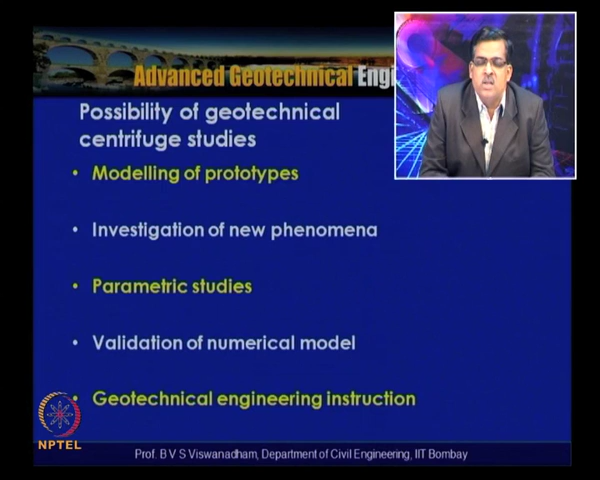 Advanced Geotechnical Engi
Possibility of geotechnical
centrifuge studies
• Modelling of prototypes
• Investigation of new phenomena
• Parametric studies
• Validation of numerical model
• Geotechnical engineering instruction
NPTEL
Prof. B V S Viswanadham, Department of Civil Engineering, IIT Bombay